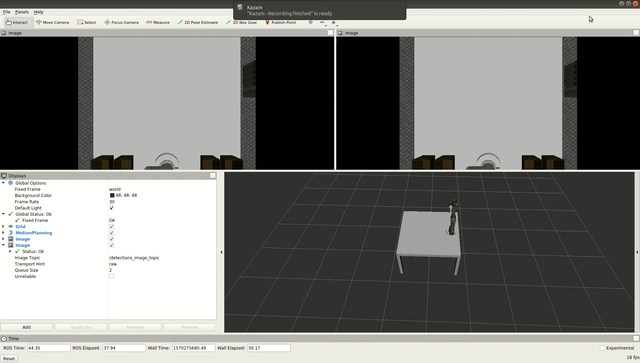 Kazam
"Kazam - Recording finished" is ready
File Panels Help
Interact Move Camera Select Focus Camera Measure 2D Pose Estimate 2D Nav Goal Publish Point
Image
Image
Displays
Global Options
Fixed Frame world
Background Color 48; 48; 48
Frame Rate 30
Default Light
Global Status: Ok
Fixed Frame OK
Grid
MotionPlanning
Image
Image
Status: Ok
Image Topic /detections_image_topic
Transport Hint raw
Queue Size 2
Unreliable
Add Duplicate Remove Rename
Time
ROS Time: 44.35 ROS Elapsed: 37.94 Wall Time: 1570275680.49 Wall Elapsed: 50.17 Experimental
Reset 18 fps